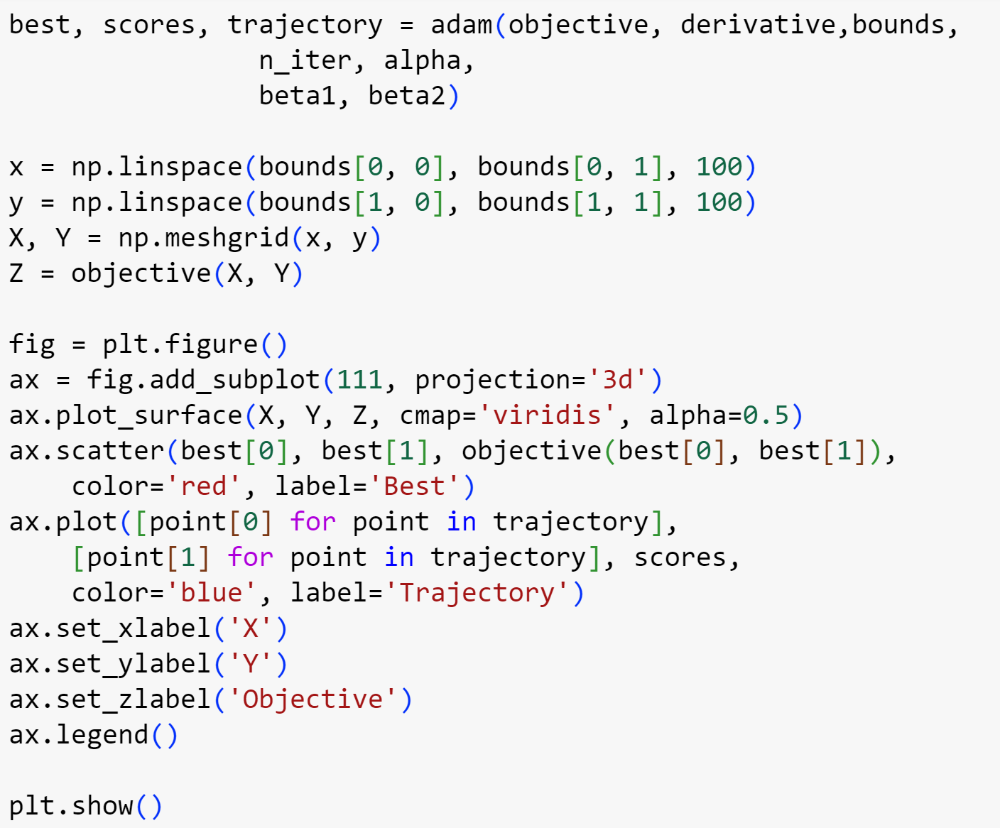 best, scores, trajectory = adam(objective, derivative,bounds,
                n_iter, alpha,
                beta1, beta2)

x = np.linspace(bounds[0, 0], bounds[0, 1], 100)
y = np.linspace(bounds[1, 0], bounds[1, 1], 100)
X, Y = np.meshgrid(x, y)
Z = objective(X, Y)

fig = plt.figure()
ax = fig.add_subplot(111, projection='3d')
ax.plot_surface(X, Y, Z, cmap='viridis', alpha=0.5)
ax.scatter(best[0], best[1], objective(best[0], best[1]),
    color='red', label='Best')
ax.plot([point[0] for point in trajectory],
    [point[1] for point in trajectory], scores,
    color='blue', label='Trajectory')
ax.set_xlabel('X')
ax.set_ylabel('Y')
ax.set_zlabel('Objective')
ax.legend()

plt.show()